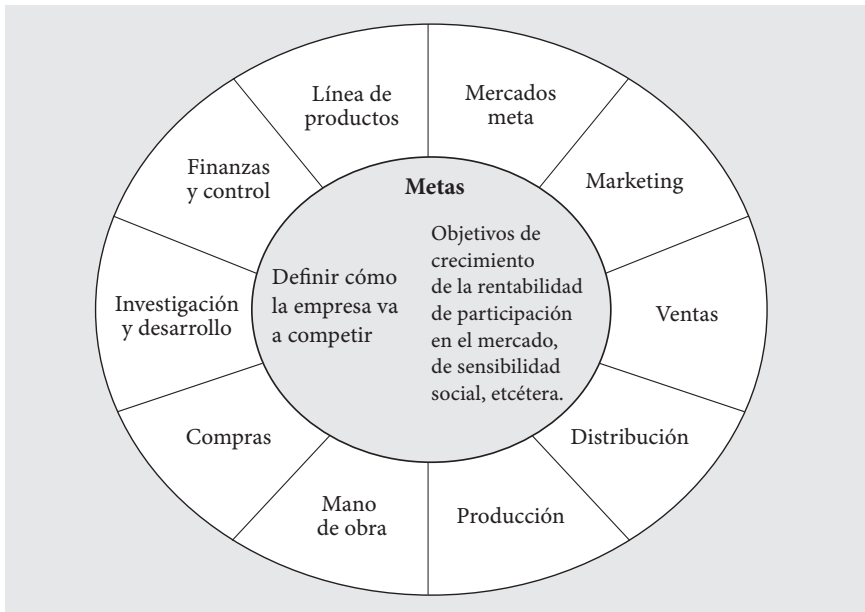 Línea de
productos
Mercados
meta
Finanzas
y control
Marketing
Metas
Definir cómo
la empresa va
a competir
Objetivos de
crecimiento
de la rentabilidad
de participación
en el mercado,
de sensibilidad
social, etcétera.
Investigación
y desarrollo
Ventas
Compras
Distribución
Mano
de obra
Producción